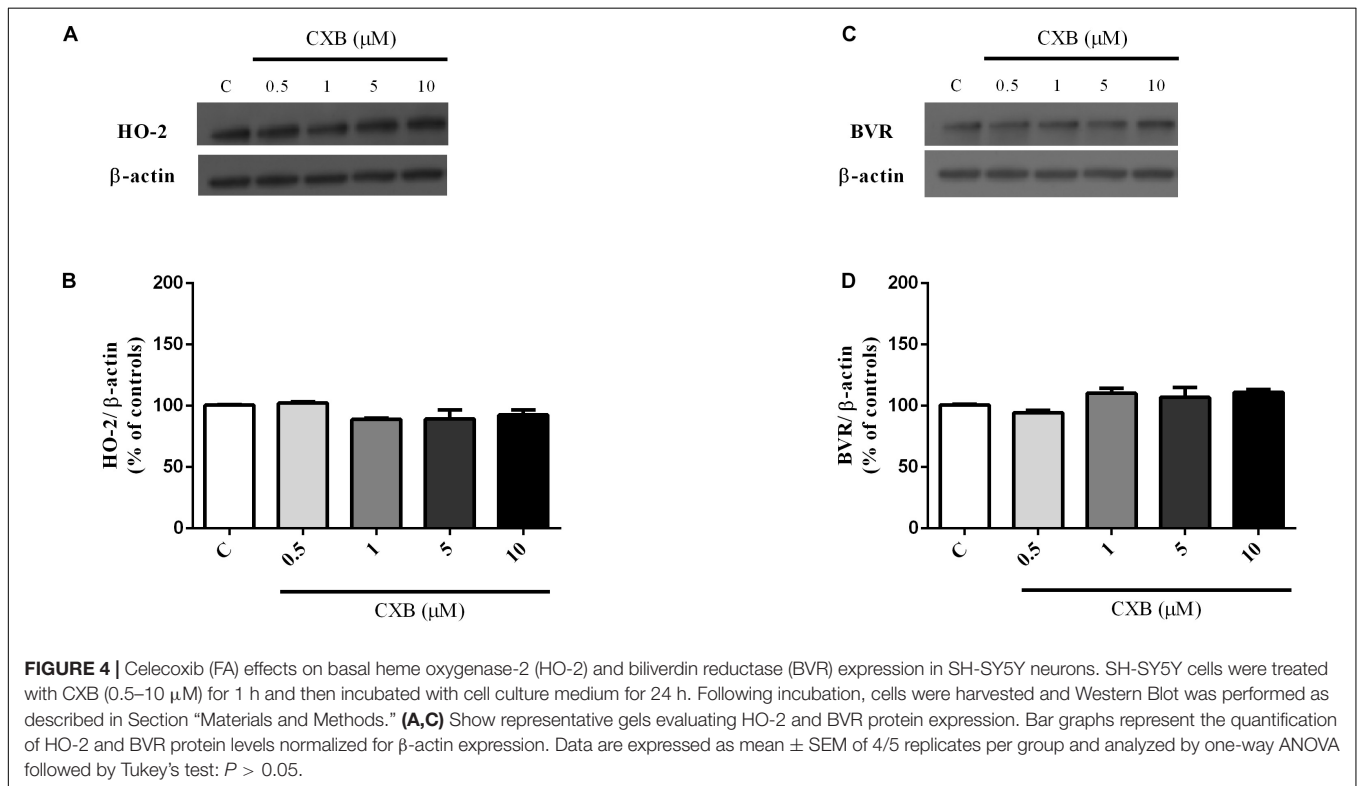 A
CXB (μM)
C 0.5 1 5 10
HO-2
β-actin
B
200
150
100
50
0
HO-2/ β-actin
(% of controls)
C 0.5 1 5 10
CXB (μM)
C
CXB (μM)
C 0.5 1 5 10
BVR
β-actin
D
200
150
100
50
0
BVR/ β-actin
(% of controls)
C 0.5 1 5 10
CXB (μM)
FIGURE 4 | Celecoxib (FA) effects on basal heme oxygenase-2 (HO-2) and biliverdin reductase (BVR) expression in SH-SY5Y neurons. SH-SY5Y cells were treated
with CXB (0.5–10 μM) for 1 h and then incubated with cell culture medium for 24 h. Following incubation, cells were harvested and Western Blot was performed as
described in Section “Materials and Methods.” (A,C) Show representative gels evaluating HO-2 and BVR protein expression. Bar graphs represent the quantification
of HO-2 and BVR protein levels normalized for β-actin expression. Data are expressed as mean ± SEM of 4/5 replicates per group and analyzed by one-way ANOVA
followed by Tukey’s test: P > 0.05.